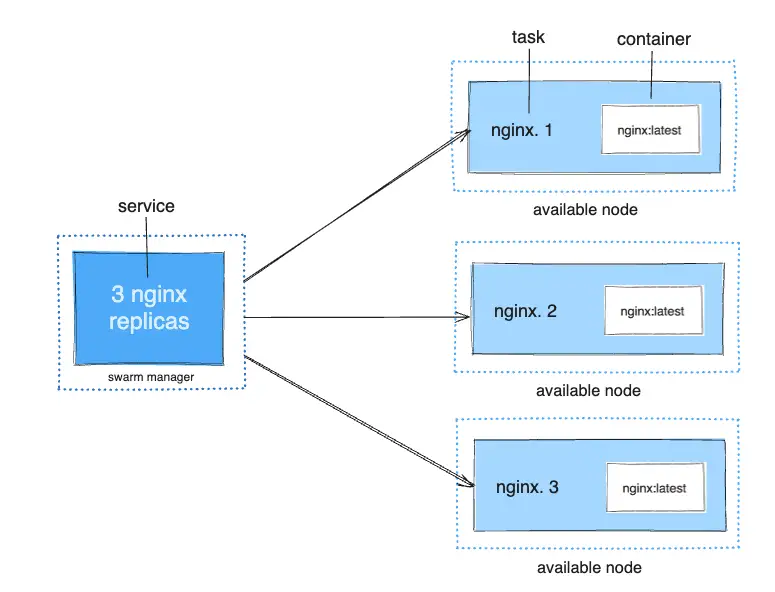 task
container
nginx. 1
nginx:latest
available node
service
3 nginx
replicas
swarm manager
nginx. 2
nginx:latest
available node
nginx. 3
nginx:latest
available node